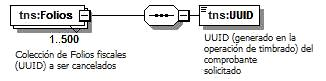 tns:Folios
tns:UUID
1..500
Colección de Folios fiscales
(UUID) a ser cancelados
UUID (generado en la
operación de timbrado) del
comprobante
solicitado